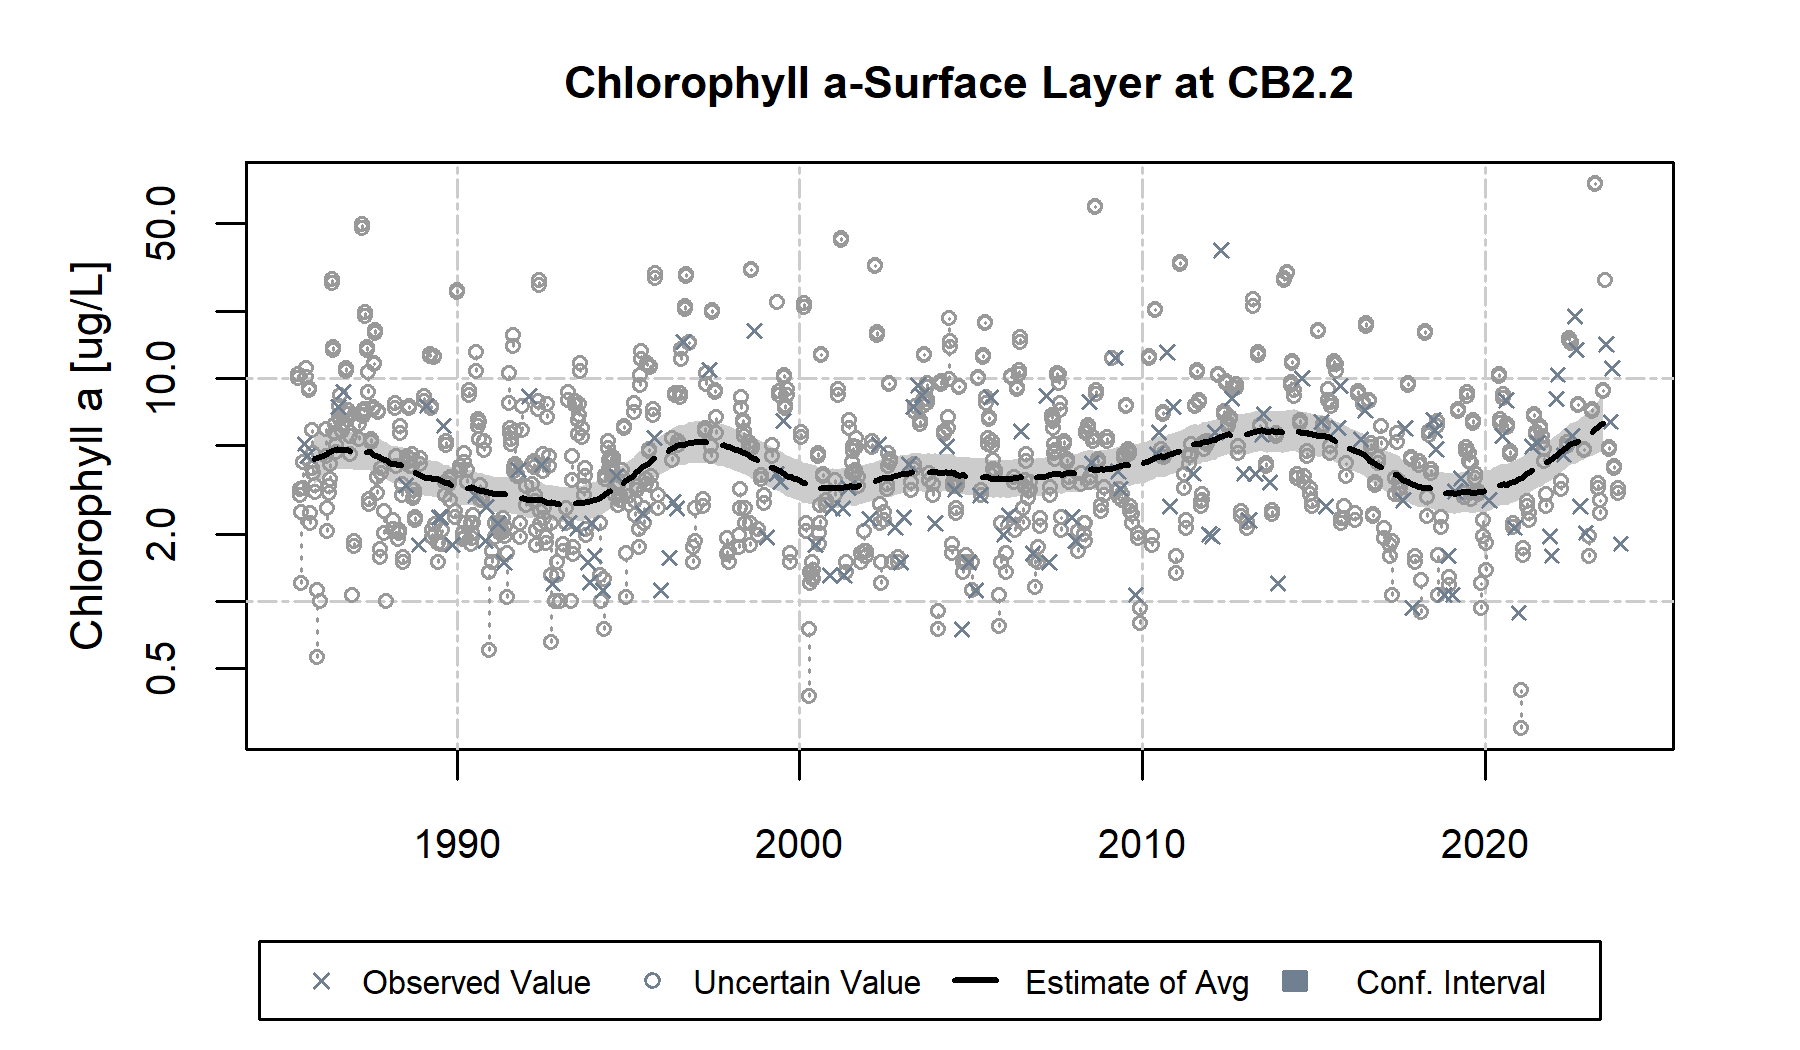 Chlorophyll a-Surface Layer at CB2.2
Chlorophyll a [ug/L]
50.0
10.0
2.0
0.5
1990 2000 2010 2020
Observed Value Uncertain Value Estimate of Avg Conf. Interval